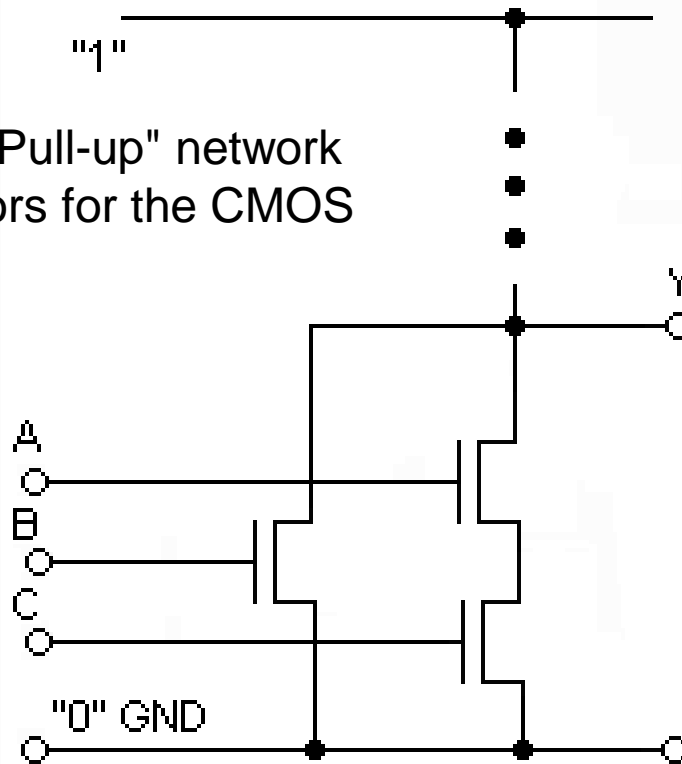 "1"
Pull-up" network
ors for the CMOS
Y
A
B
C
"0" GND